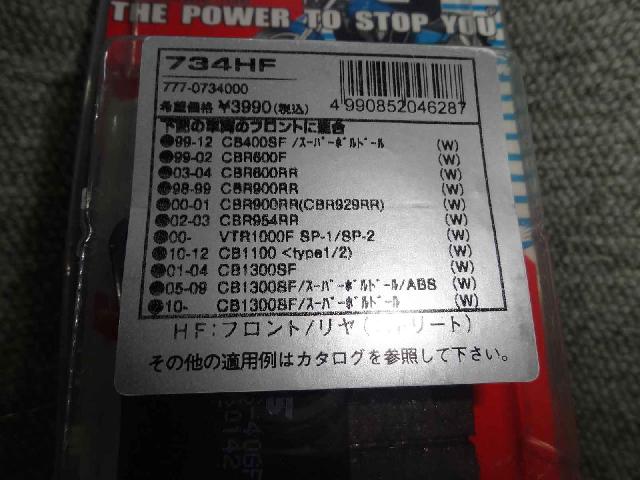 THE POWER TO STOP YOU
734HF
777-0734000
希望価格 ¥3990(税込)
4990852046287
下記の車両のフロントに適合
●99-12 CB400SF/スーパーボルドール (W)
●99-02 CBR600F (W)
●03-04 CBR600RR (W)
●98-99 CBR900RR (W)
●00-01 CBR900RR(CBR929RR) (W)
●02-03 CBR954RR (W)
●00- VTR1000F SP-1/SP-2 (W)
●10-12 CB1100 <type1/2) (W)
●01-04 CB1300SF (W)
●05-09 CB1300SF/スーパーボルドール/ABS (W)
●10- CB1300SF/スーパーボルドール (W)
HF:フロント/リヤ(ストリート)
その他の適用例はカタログを参照して下さい。